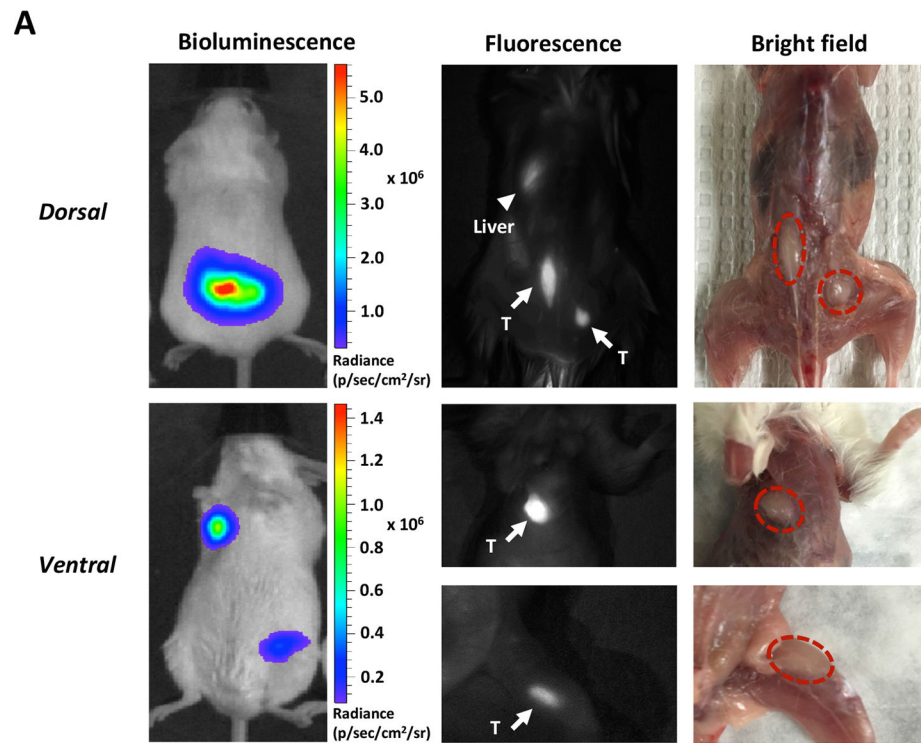 A
Bioluminescence
Fluorescence
Bright field
Dorsal
5.0
4.0
x 10⁶
3.0
2.0
1.0
Radiance
(p/sec/cm²/sr)
Liver
T
T
Ventral
1.4
1.2
1.0
x 10⁶
0.8
0.6
0.4
0.2
Radiance
(p/sec/cm²/sr)
T
T